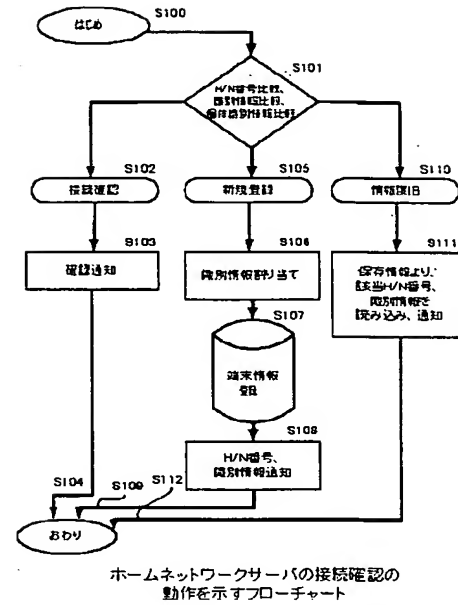 S100
はじめ
S101
H/N番号比較、
識別情報比較、
個体識別情報比較
S102
接続確認
S105
新規登録
S110
情報復旧
S103
確認通知
S106
識別情報割り当て
S111
保存情報より、
該当H/N番号、
識別情報を
読み込み、通知
S107
端末情報
登録
S108
H/N番号、
識別情報通知
S104
S109
S112
おわり
ホームネットワークサーバの接続確認の
動作を示すフローチャート